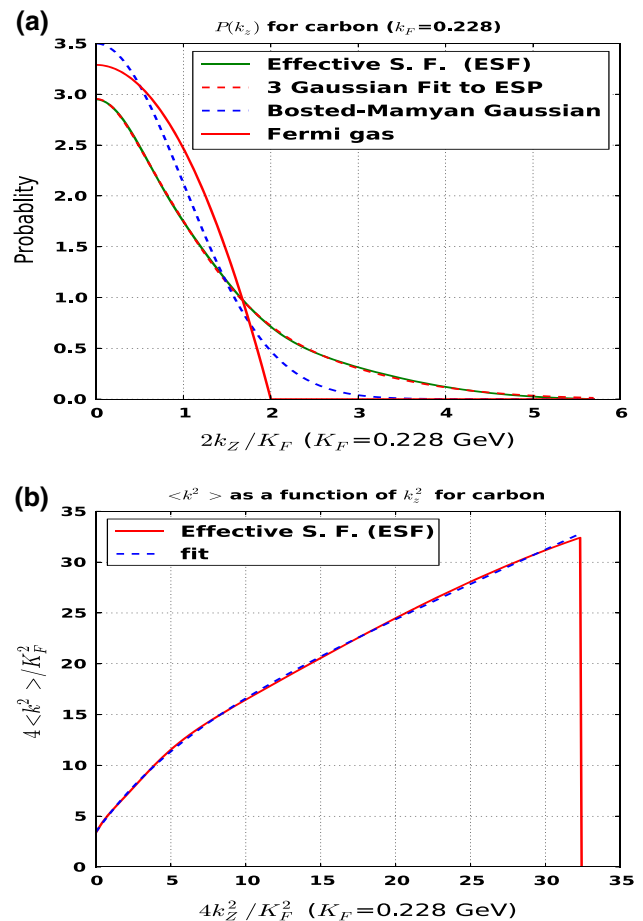 (a)
P(k_z) for carbon (k_F=0.228)
3.5
3.0
2.5
2.0
1.5
1.0
0.5
0.0
Probablity
Effective S. F. (ESF)
3 Gaussian Fit to ESP
Bosted-Mamyan Gaussian
Fermi gas
0 1 2 3 4 5 6
2k_Z/K_F (K_F=0.228 GeV)
(b)
<k^2 > as a function of k_z^2 for carbon
35
30
25
20
15
10
5
0
4<k^2>/K_F^2
Effective S. F. (ESF)
fit
0 5 10 15 20 25 30 35
4k_Z^2/K_F^2 (K_F=0.228 GeV)